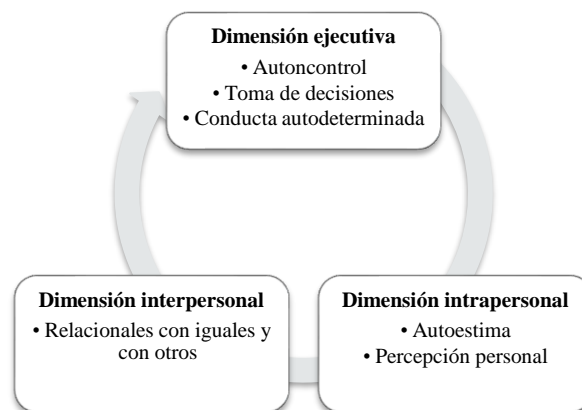 Dimensión ejecutiva
• Autoncontrol
• Toma de decisiones
• Conducta autodeterminada
Dimensión interpersonal
• Relacionales con iguales y
con otros
Dimensión intrapersonal
• Autoestima
• Percepción personal